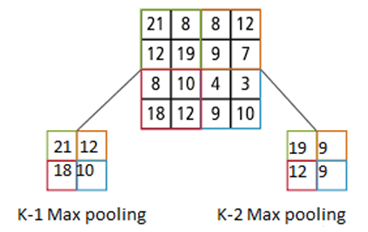 21 8 8 12
12 19 9 7
8 10 4 3
18 12 9 10
21 12
18 10
19 9
12 9
K-1 Max pooling
K-2 Max pooling